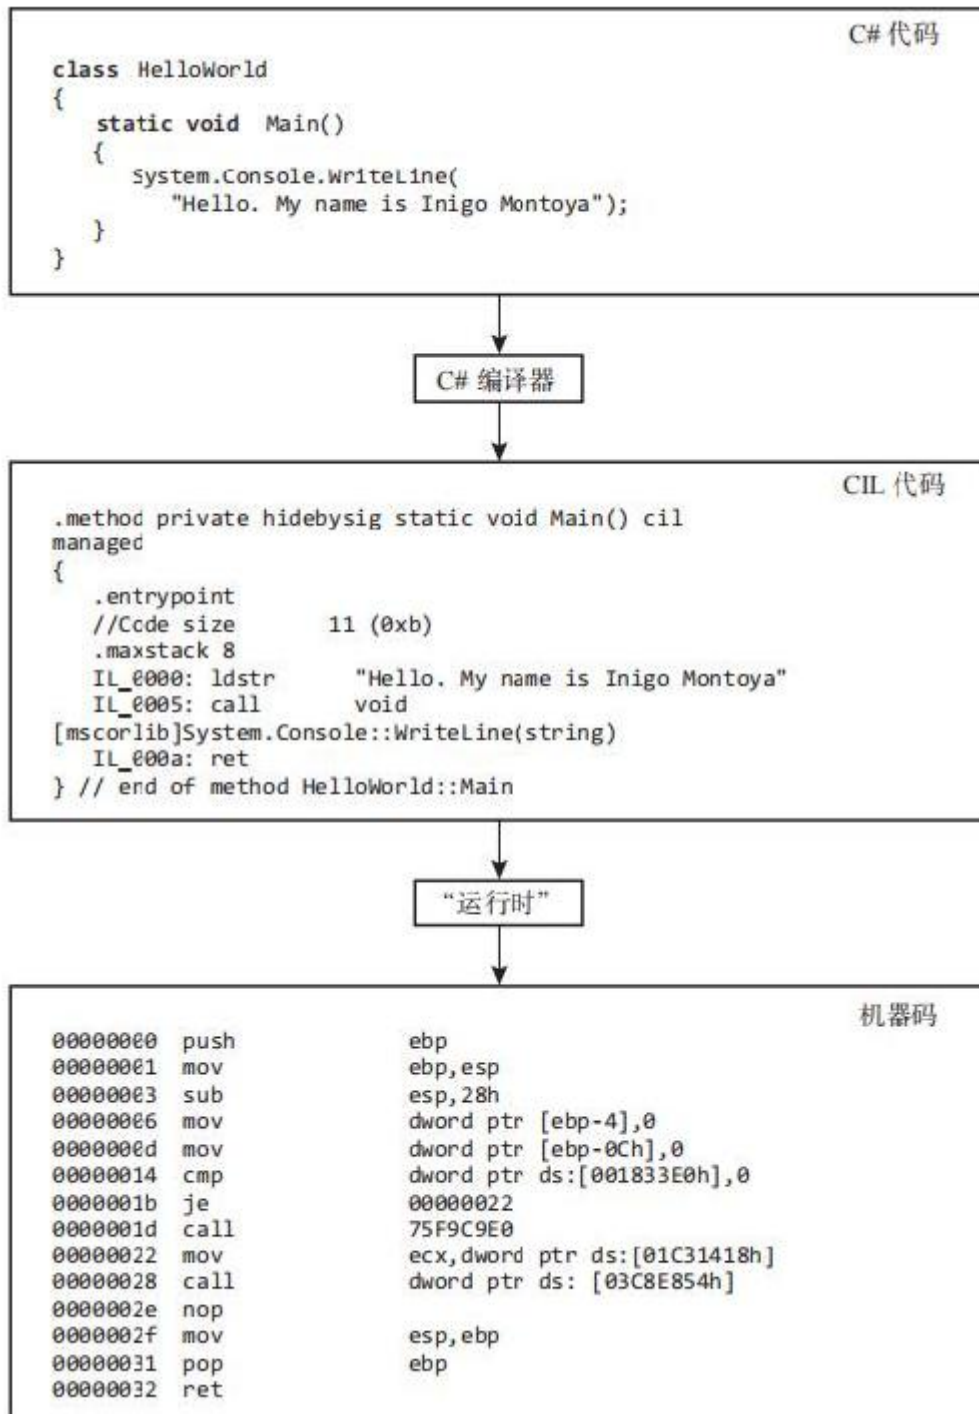 C# 代码
class HelloWorld
{
static void Main()
{
System.Console.WriteLine(
"Hello. My name is Inigo Montoya");
}
}
C# 编译器
CIL 代码
.method private hidebysig static void Main() cil
managed
{
.entrypoint
//Code size 11 (0xb)
.maxstack 8
IL_0000: ldstr "Hello. My name is Inigo Montoya"
IL_0005: call void
[mscorlib]System.Console::WriteLine(string)
IL_000a: ret
} // end of method HelloWorld::Main
“运行时”
机器码
00000000 push ebp
00000001 mov ebp,esp
00000003 sub esp,28h
00000006 mov dword ptr [ebp-4],0
0000000d mov dword ptr [ebp-0Ch],0
00000014 cmp dword ptr ds:[001833E0h],0
0000001b je 00000022
0000001d call 75F9C9E0
00000022 mov ecx,dword ptr ds:[01C31418h]
00000028 call dword ptr ds: [03C8E854h]
0000002e nop
0000002f mov esp,ebp
00000031 pop ebp
00000032 ret